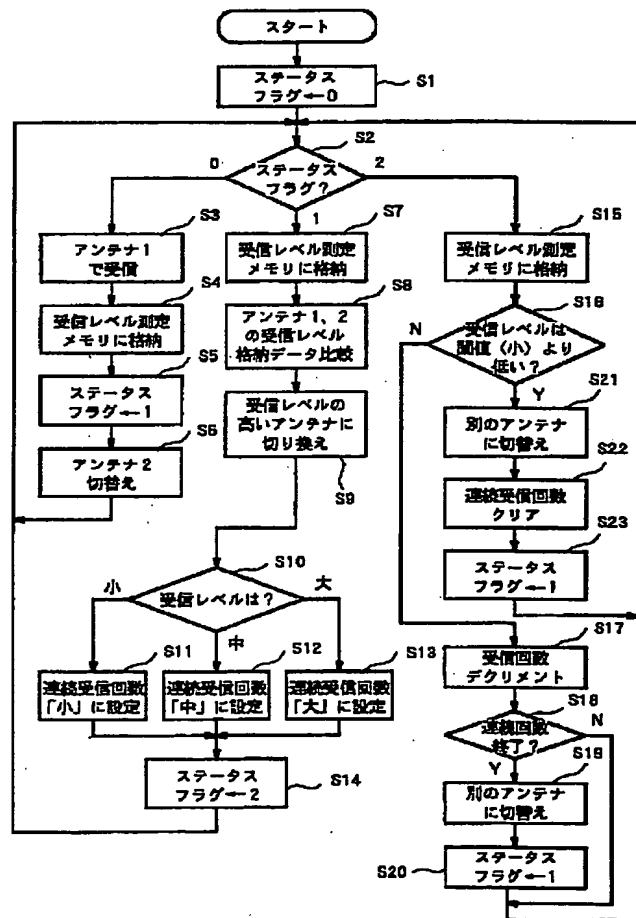 スタート
ステータス
フラグ←0
S1
S2
ステータス
フラグ?
0
1
2
S3
アンテナ1
で受信
S4
受信レベル測定
メモリに格納
S5
ステータス
フラグ←1
S6
アンテナ2
切替え
S7
受信レベル測定
メモリに格納
S8
アンテナ1、2
の受信レベル
格納データ比較
受信レベルの
高いアンテナに
切り換え
S9
S10
受信レベルは?
小
中
大
S11
連続受信回数
「小」に設定
S12
連続受信回数
「中」に設定
S13
連続受信回数
「大」に設定
ステータス
フラグ←2
S14
S15
受信レベル測定
メモリに格納
S16
受信レベルは
閾値(小)より
低い?
N
Y
S21
別のアンテナ
に切替え
S22
連続受信回数
クリア
S23
ステータス
フラグ←1
S17
受信回数
デクリメント
S18
連続回数
終了?
N
Y
S19
別のアンテナ
に切替え
S20
ステータス
フラグ←1